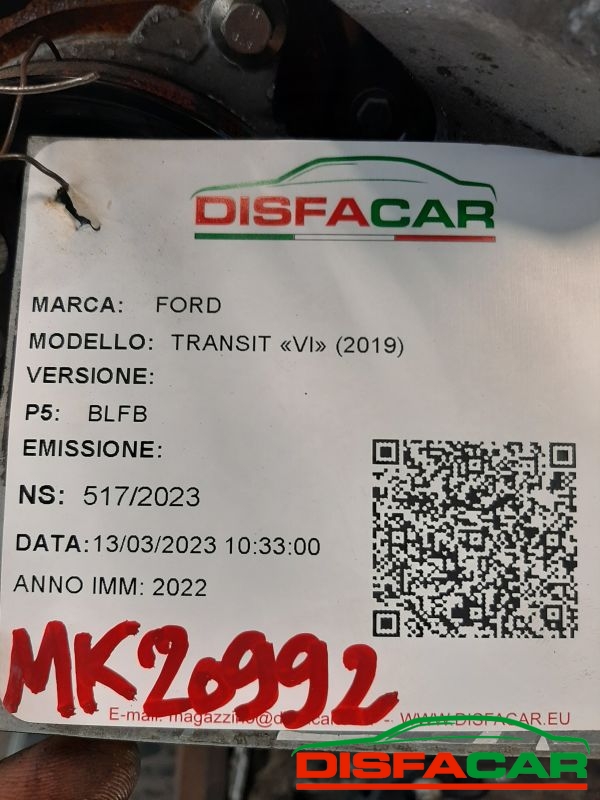 DISFACAR
MARCA: FORD
MODELLO: TRANSIT «VI» (2019)
VERSIONE:
P5: BLFB
EMISSIONE:
NS: 517/2023
DATA:13/03/2023 10:33:00
ANNO IMM: 2022
MK20992
E-mail: - WWW.DISFACAR.EU
DISFACAR